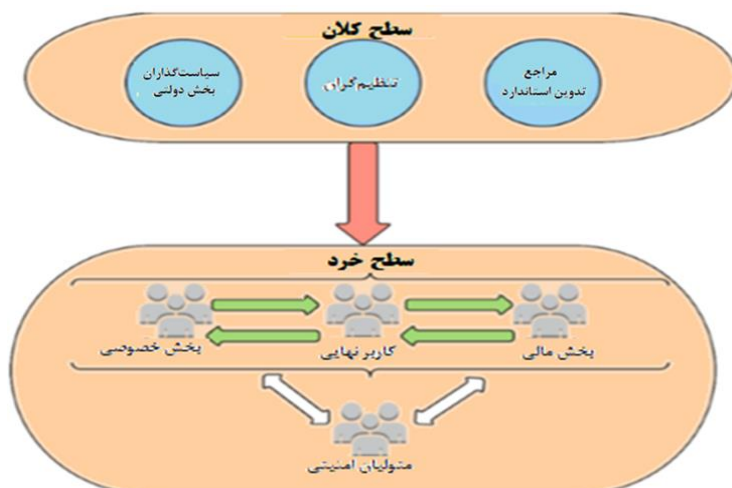 سطح کلان
مراجع
تدوین استاندارد
تنظیم‌گران
سیاست‌گذاران
بخش دولتی
سطح خرد
بخش مالی
کاربر نهایی
بخش خصوصی
متولیان امنیتی